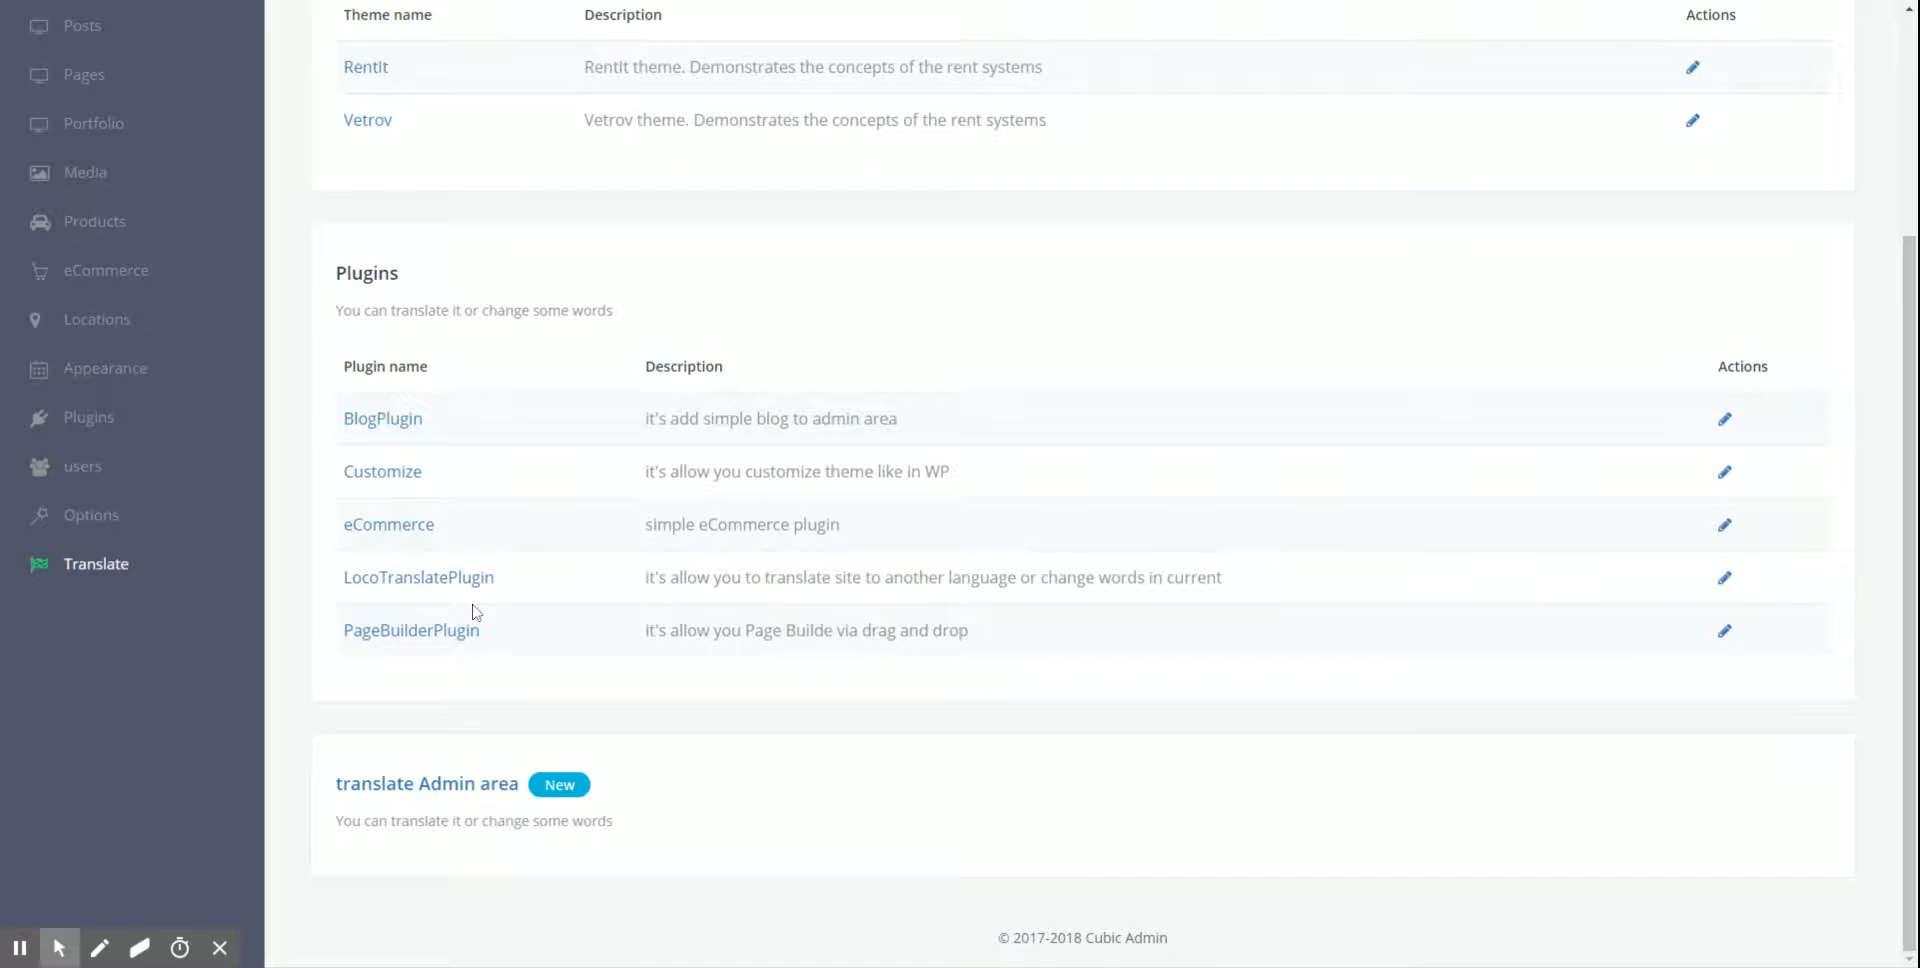 Posts
Pages
Portfolio
Media
Products
eCommerce
Locations
Appearance
Plugins
users
Options
Translate
Theme name Description Actions
RentIt RentIt theme. Demonstrates the concepts of the rent systems
Vetrov Vetrov theme. Demonstrates the concepts of the rent systems
Plugins
You can translate it or change some words
Plugin name Description Actions
BlogPlugin it's add simple blog to admin area
Customize it's allow you customize theme like in WP
eCommerce simple eCommerce plugin
LocoTranslatePlugin it's allow you to translate site to another language or change words in current
PageBuilderPlugin it's allow you Page Builde via drag and drop
translate Admin area New
You can translate it or change some words
© 2017-2018 Cubic Admin